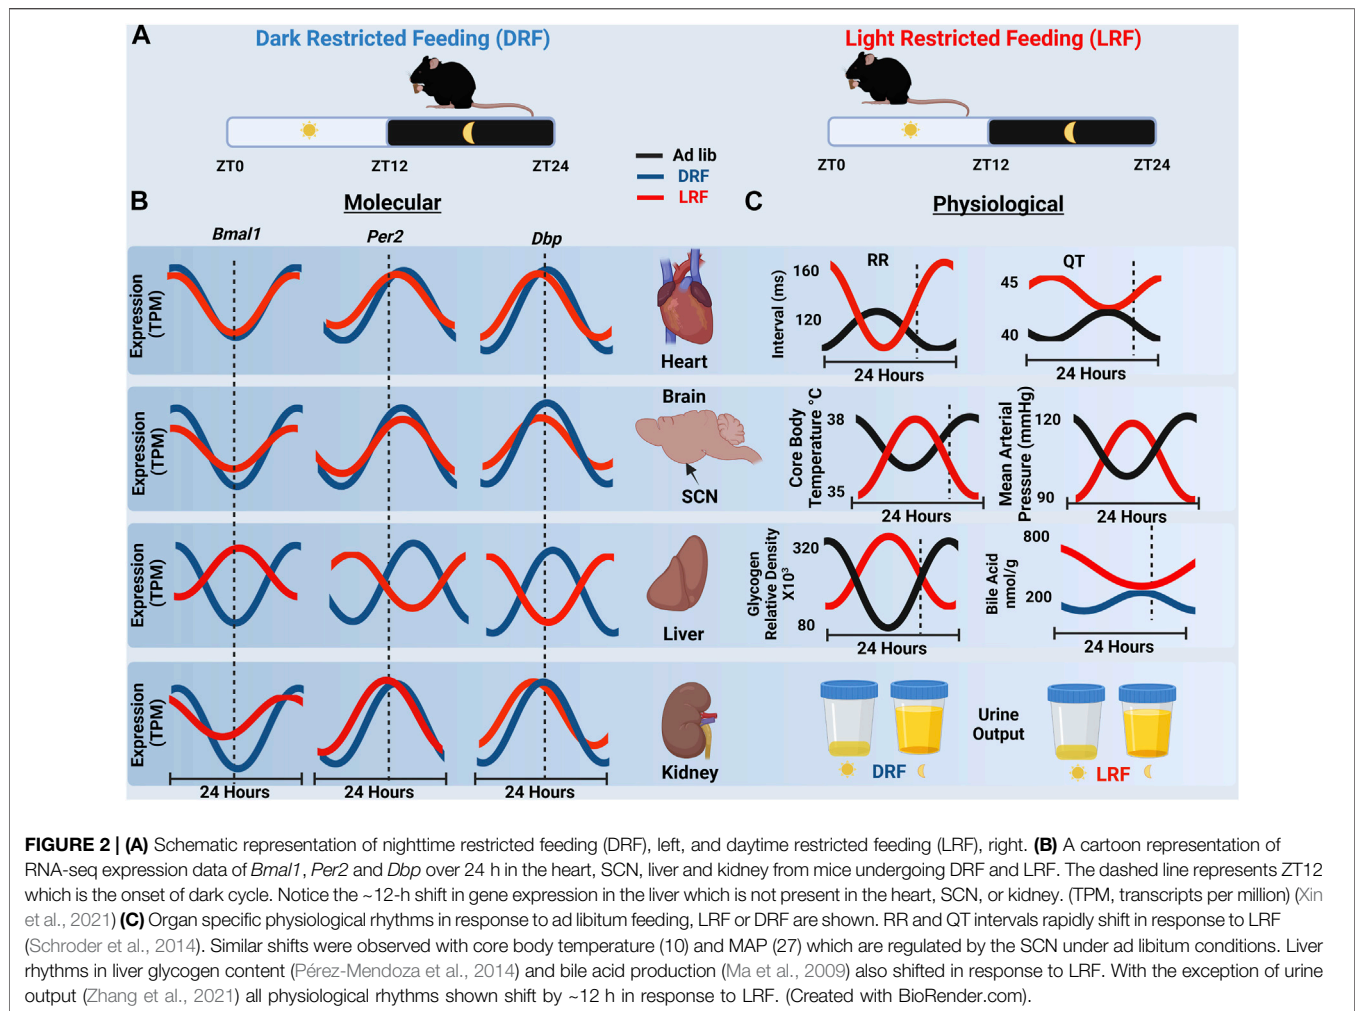 A
Dark Restricted Feeding (DRF)
Light Restricted Feeding (LRF)
ZT0
ZT12
ZT24
ZT0
ZT12
ZT24
Ad lib
DRF
LRF
B
Molecular
C
Physiological
Bmal1
Per2
Dbp
Expression
(TPM)
Heart
Interval (ms)
160
120
RR
24 Hours
QT
45
40
24 Hours
Expression
(TPM)
Brain
SCN
Core Body
Temperature °C
38
35
24 Hours
Mean Arterial
Pressure (mmHg)
120
90
24 Hours
Expression
(TPM)
Liver
Glycogen
Relative Density
X10³
320
80
24 Hours
Bile Acid
nmol/g
800
200
24 Hours
Expression
(TPM)
24 Hours
24 Hours
24 Hours
Kidney
DRF
Urine
Output
LRF
FIGURE 2 | (A) Schematic representation of nighttime restricted feeding (DRF), left, and daytime restricted feeding (LRF), right. (B) A cartoon representation of
RNA-seq expression data of Bmal1, Per2 and Dbp over 24 h in the heart, SCN, liver and kidney from mice undergoing DRF and LRF. The dashed line represents ZT12
which is the onset of dark cycle. Notice the ~12-h shift in gene expression in the liver which is not present in the heart, SCN, or kidney. (TPM, transcripts per million) (Xin
et al., 2021) (C) Organ specific physiological rhythms in response to ad libitum feeding, LRF or DRF are shown. RR and QT intervals rapidly shift in response to LRF
(Schroder et al., 2014). Similar shifts were observed with core body temperature (10) and MAP (27) which are regulated by the SCN under ad libitum conditions. Liver
rhythms in liver glycogen content (Pérez-Mendoza et al., 2014) and bile acid production (Ma et al., 2009) also shifted in response to LRF. With the exception of urine
output (Zhang et al., 2021) all physiological rhythms shown shift by ~12 h in response to LRF. (Created with BioRender.com).